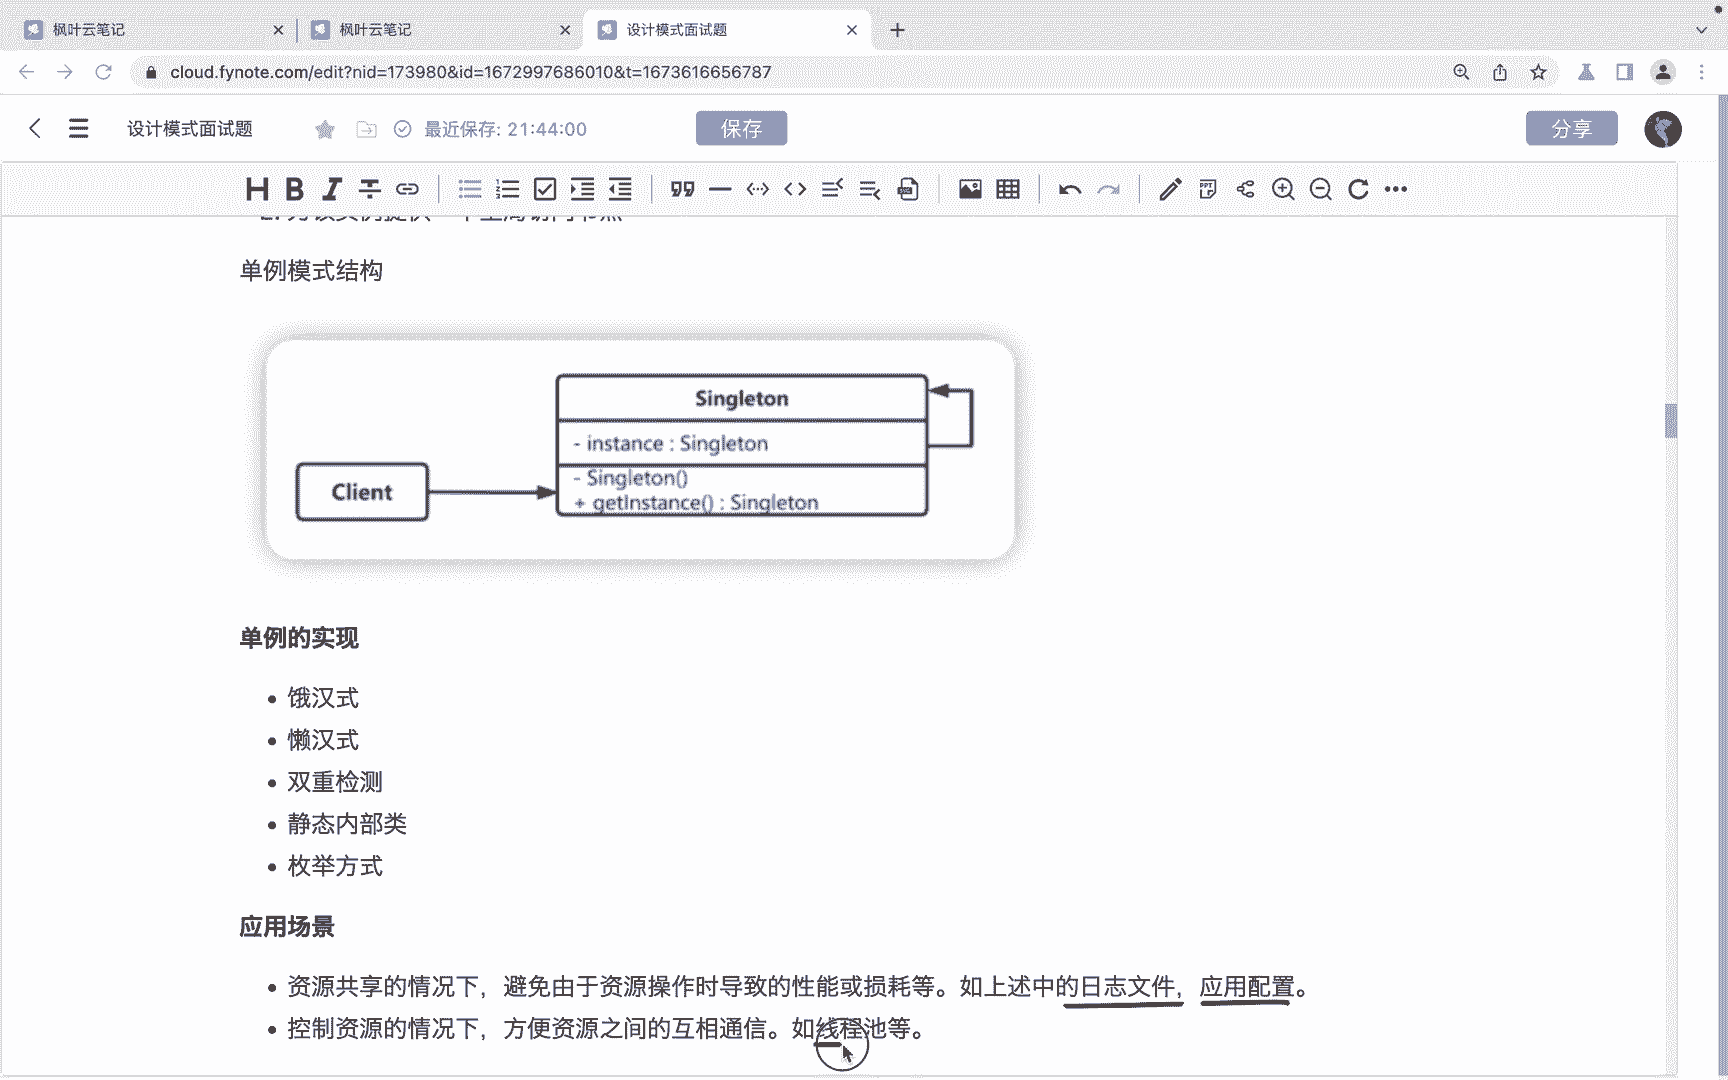 枫叶云笔记
枫叶云笔记
设计模式面试题
cloud.fynote.com/edit?nid=173980&id=1672997686010&t=1673616656787
设计模式面试题
最近保存: 21:44:00
保存
分享
单例模式结构
Singleton
- instance : Singleton
- Singleton()
+ getInstance() : Singleton
Client
单例的实现
• 饿汉式
• 懒汉式
• 双重检测
• 静态内部类
• 枚举方式
应用场景
• 资源共享的情况下，避免由于资源操作时导致的性能或损耗等。如上述中的日志文件，应用配置。
• 控制资源的情况下，方便资源之间的互相通信。如线程池等。